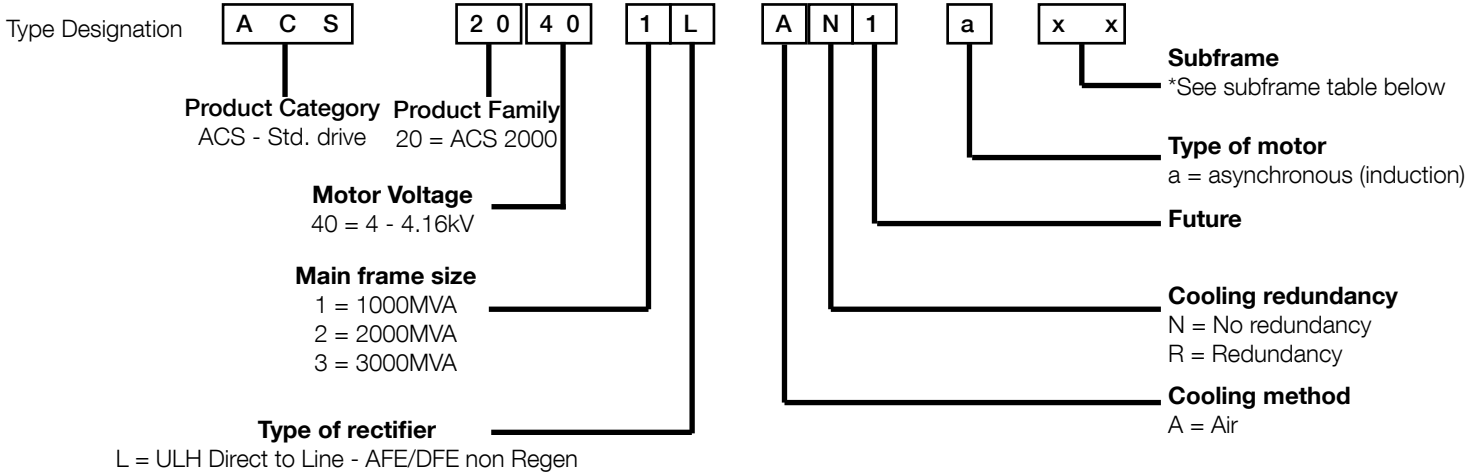 Type Designation
A C S 2 0 4 0 1 L A N 1 a x x
Product Category
ACS - Std. drive
Product Family
20 = ACS 2000
Motor Voltage
40 = 4 - 4.16kV
Main frame size
1 = 1000MVA
2 = 2000MVA
3 = 3000MVA
Type of rectifier
L = ULH Direct to Line - AFE/DFE non Regen
Subframe
*See subframe table below
Type of motor
a = asynchronous (induction)
Future
Cooling redundancy
N = No redundancy
R = Redundancy
Cooling method
A = Air